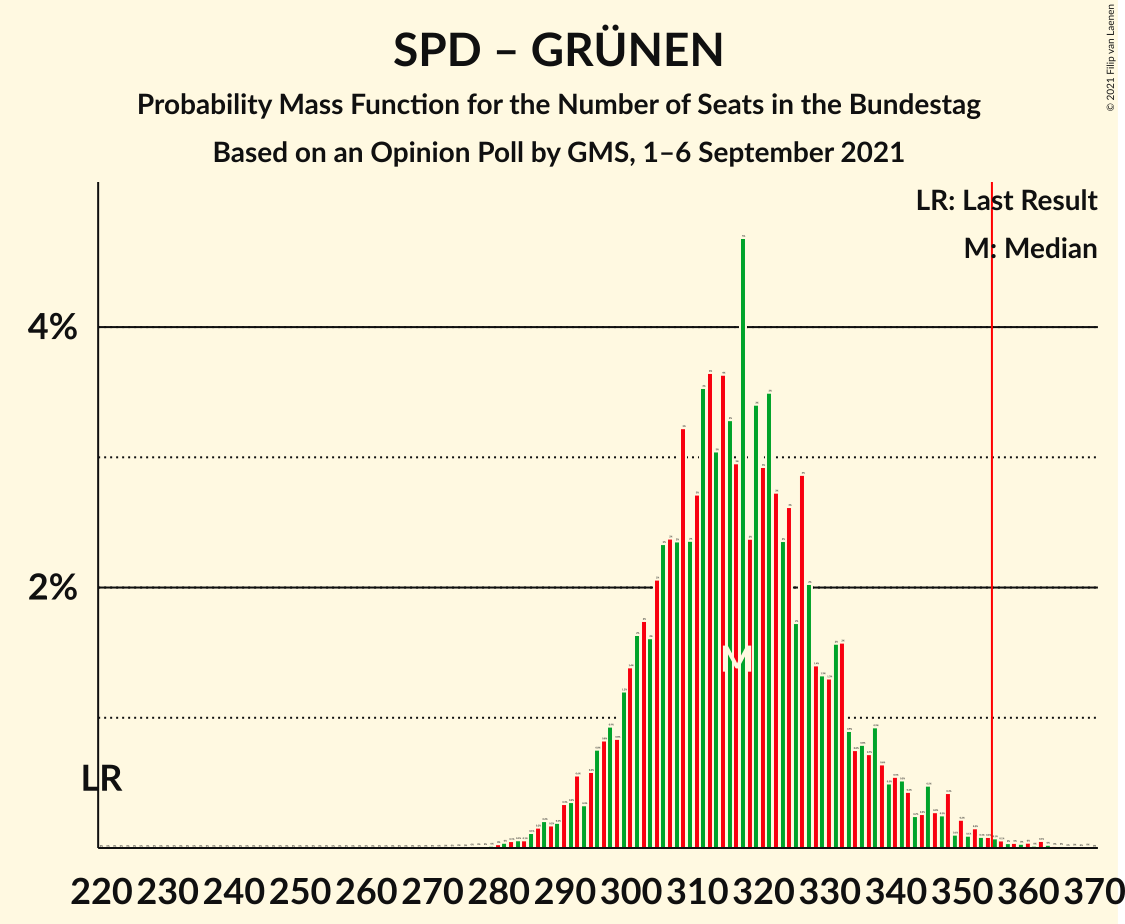 SPD – GRÜNEN
Probability Mass Function for the Number of Seats in the Bundestag
Based on an Opinion Poll by GMS, 1–6 September 2021
© 2021 Filip van Laenen
LR: Last Result
M: Median
4%
2%
M
LR
220 230 240 250 260 270 280 290 300 310 320 330 340 350 360 370